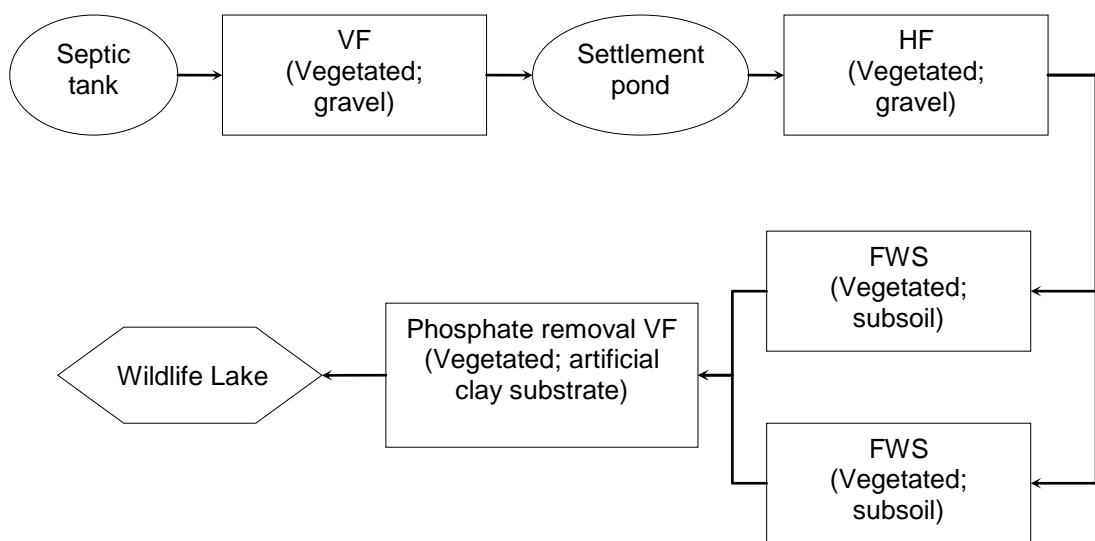 Septic
tank
VF
(Vegetated;
gravel)
Settlement
pond
HF
(Vegetated;
gravel)
FWS
(Vegetated;
subsoil)
Phosphate removal VF
(Vegetated; artificial
clay substrate)
Wildlife Lake
FWS
(Vegetated;
subsoil)